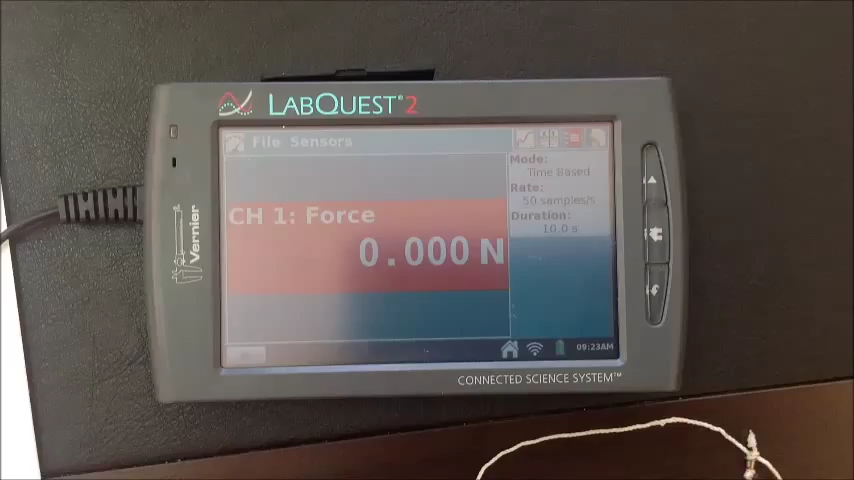 LABQUEST®2
File Sensors
Mode:
Time Based
Rate:
50 samples/s
Duration:
10.0 s
CH 1: Force
0.000 N
Vernier
09:23AM
CONNECTED SCIENCE SYSTEM™